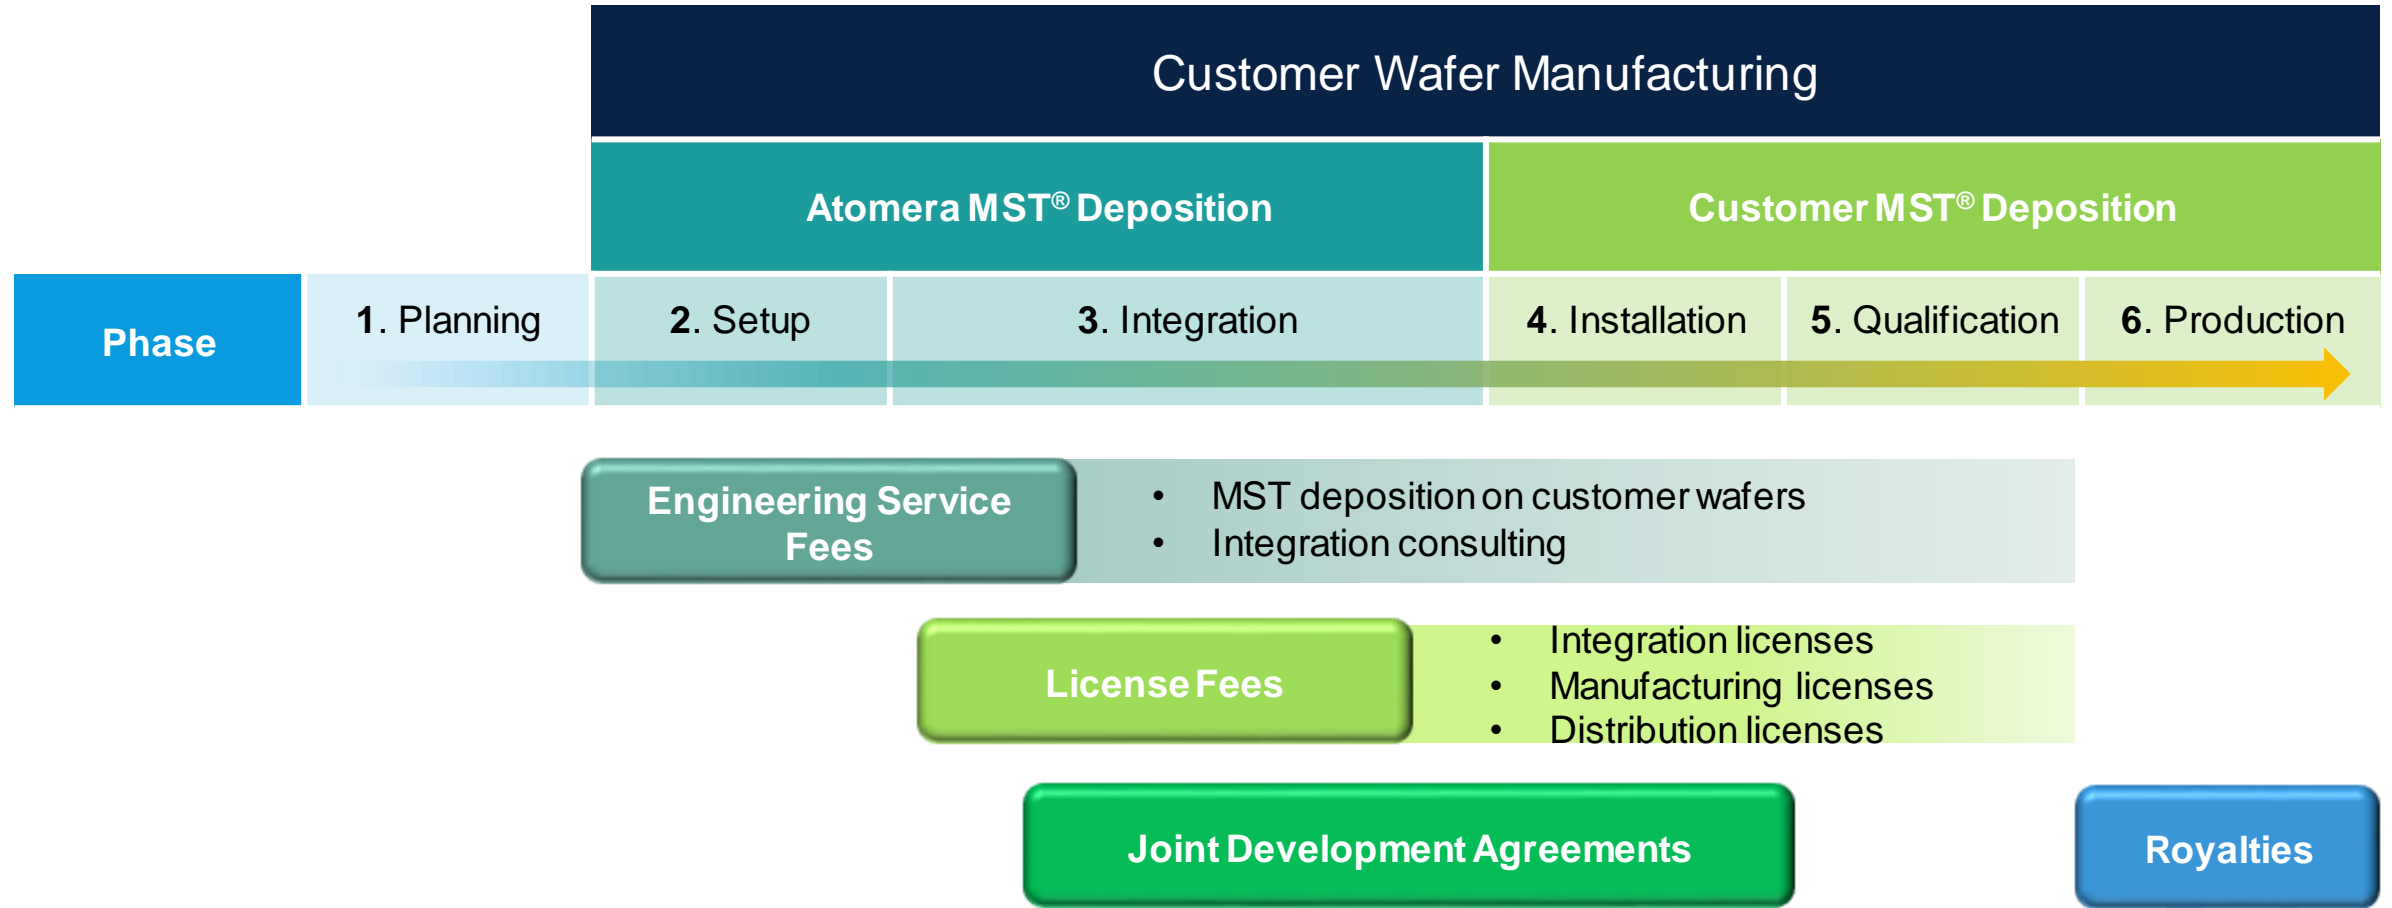 Customer Wafer Manufacturing
Atomera MST® Deposition
Customer MST® Deposition
Phase
1. Planning
2. Setup
3. Integration
4. Installation
5. Qualification
6. Production
Engineering Service
Fees
• MST deposition on customer wafers
• Integration consulting
License Fees
• Integration licenses
• Manufacturing licenses
• Distribution licenses
Joint Development Agreements
Royalties